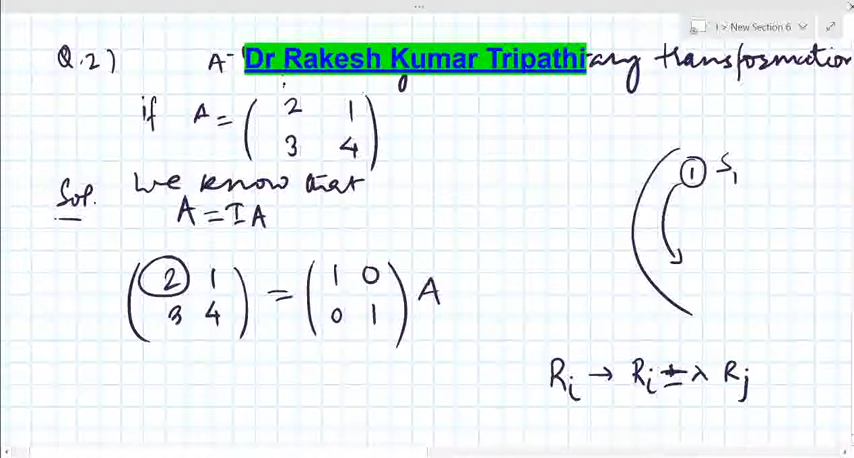 1 > New Section 6
Q.2) A⁻ Dr Rakesh Kumar Tripathi ary transformation
if A = ( 2 1
3 4 )
Sol. We know that
A = IA
( 2 1
3 4 ) = ( 1 0
0 1 ) A
① S₁
Rᵢ → Rᵢ ± λ Rⱼ